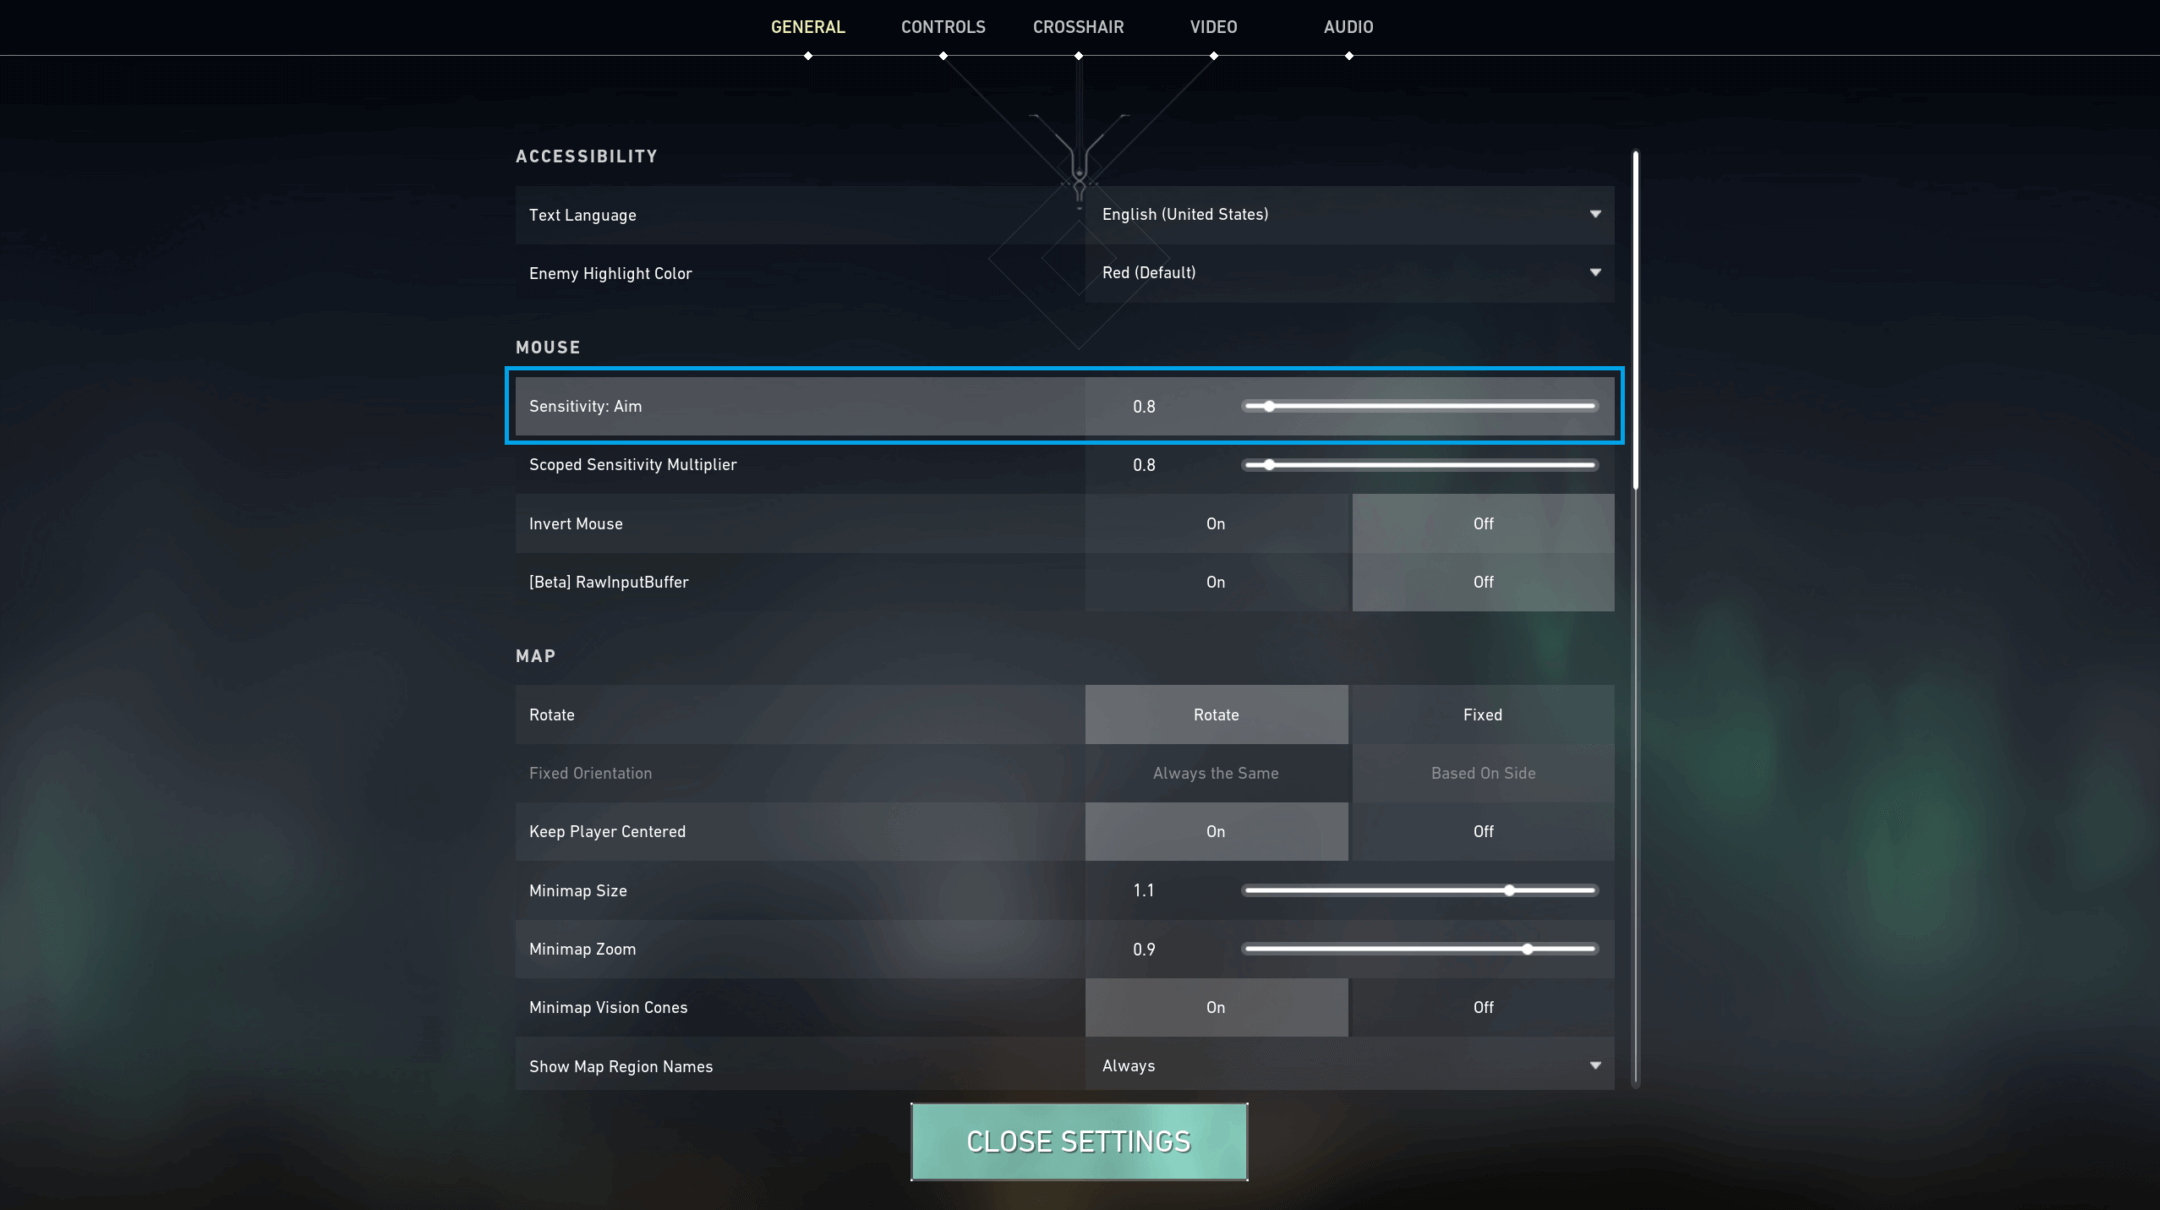 GENERAL CONTROLS CROSSHAIR VIDEO AUDIO
ACCESSIBILITY
Text Language English (United States)
Enemy Highlight Color Red (Default)
MOUSE
Sensitivity: Aim 0.8
Scoped Sensitivity Multiplier 0.8
Invert Mouse On Off
[Beta] RawInputBuffer On Off
MAP
Rotate Rotate Fixed
Fixed Orientation Always the Same Based On Side
Keep Player Centered On Off
Minimap Size 1.1
Minimap Zoom 0.9
Minimap Vision Cones On Off
Show Map Region Names Always
CLOSE SETTINGS